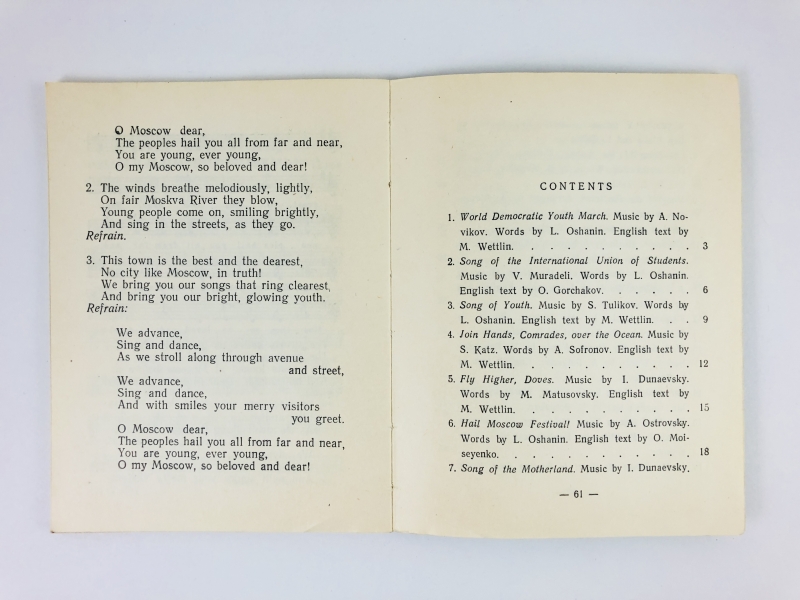 O Moscow dear,
The peoples hail you all from far and near,
You are young, ever young,
O my Moscow, so beloved and dear!
2. The winds breathe melodiously, lightly,
On fair Moskva River they blow,
Young people come on, smiling brightly,
And sing in the streets, as they go.
Refrain.
3. This town is the best and the dearest,
No city like Moscow, in truth!
We bring you our songs that ring clearest,
And bring you our bright, glowing youth.
Refrain:
We advance,
Sing and dance,
As we stroll along through avenue
and street,
We advance,
Sing and dance,
And with smiles your merry visitors
you greet.
O Moscow dear,
The peoples hail you all from far and near,
You are young, ever young,
O my Moscow, so beloved and dear!
CONTENTS
1. World Democratic Youth March. Music by A. No-
vikov. Words by L. Oshanin. English text by
M. Wettlin. . . . . . . . . . . 3
2. Song of the International Union of Students.
Music by V. Muradeli. Words by L. Oshanin.
English text by O. Gorchakov. . . . . . 6
3. Song of Youth. Music by S. Tulikov. Words by
L. Oshanin. English text by M. Wettlin. . . 9
4. Join Hands, Comrades, over the Ocean. Music by
S. Katz. Words by A. Sofronov. English text by
M. Wettlin. . . . . . . . . . . 12
5. Fly Higher, Doves. Music by I. Dunaevsky.
Words by M. Matusovsky. English text by
M. Wettlin. . . . . . . . . . . 15
6. Hail Moscow Festival! Music by A. Ostrovsky.
Words by L. Oshanin. English text by O. Moi-
seyenko. . . . . . . . . . . 18
7. Song of the Motherland. Music by I. Dunaevsky.
— 61 —